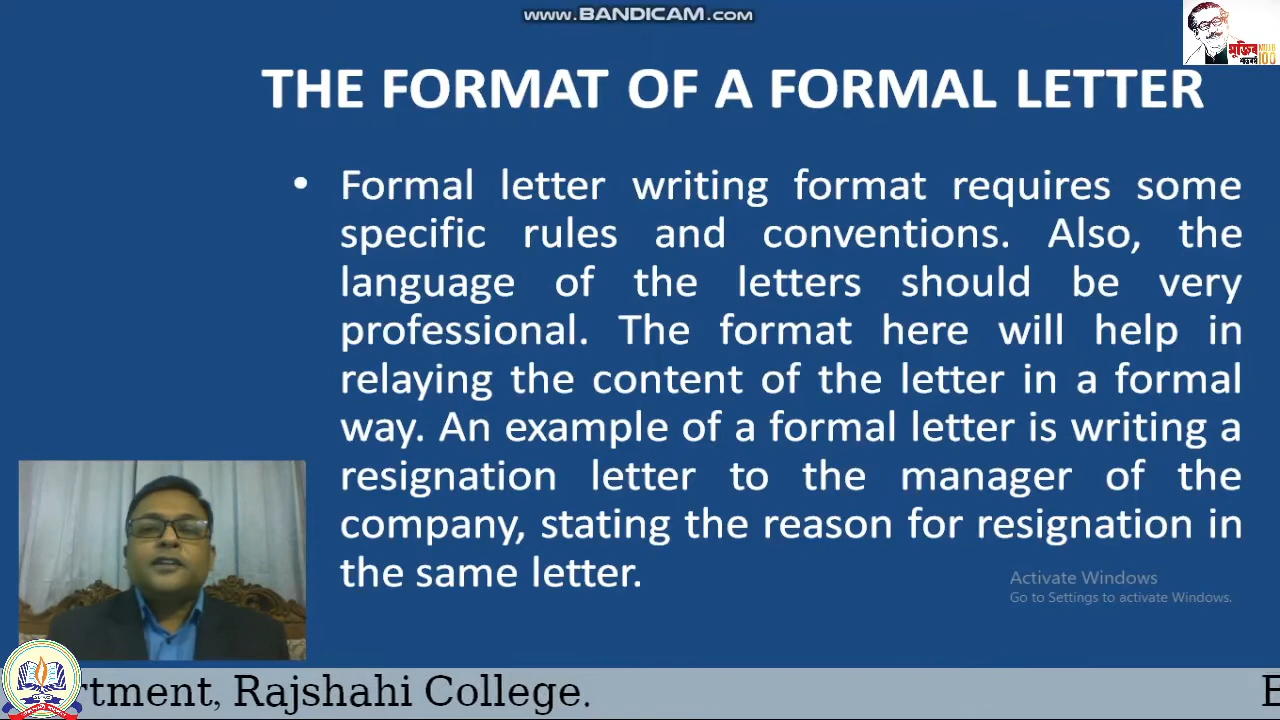 www.BANDICAM.com
মুজিব
শতবর্ষ
100
THE FORMAT OF A FORMAL LETTER
• Formal letter writing format requires some
specific rules and conventions. Also, the
language of the letters should be very
professional. The format here will help in
relaying the content of the letter in a formal
way. An example of a formal letter is writing a
resignation letter to the manager of the
company, stating the reason for resignation in
the same letter.
Activate Windows
Go to Settings to activate Windows.
rtment, Rajshahi College.
E